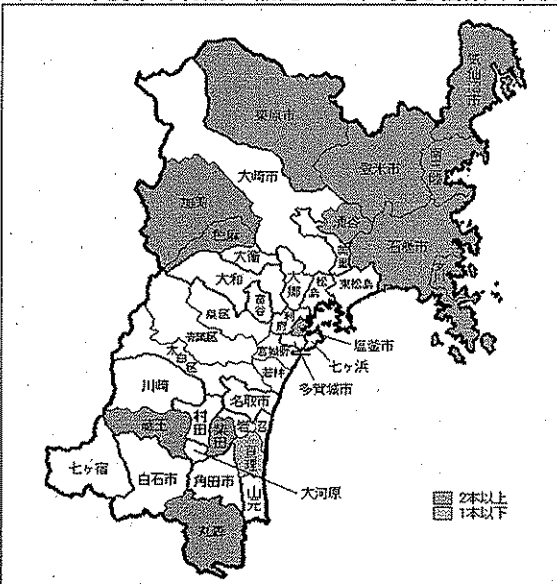 気仙沼市
栗原市
登米市
南三陸
大崎市
加美
色麻
涌谷
美里
石巻市
女川
大衡
大和
大郷
松島
東松島
富谷
泉区
利府
青葉区
太白区
宮城野
若林
塩釜市
七ヶ浜
多賀城市
川崎
名取市
村田
柴田
岩沼
蔵王
亘理
七ヶ宿
白石市
角田市
山元
大河原
丸森
2本以上
1本以下